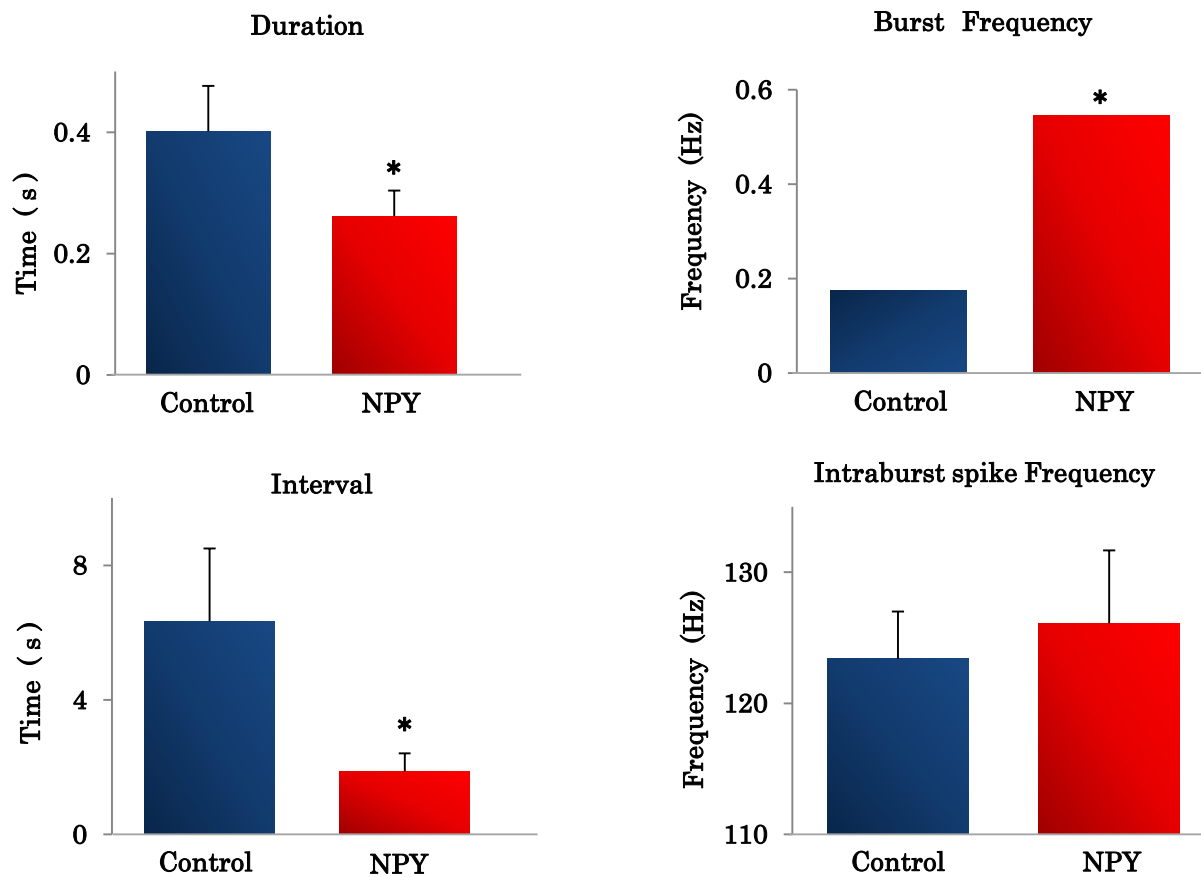 Duration
Time (s)
0.4
0.2
0
*
Control NPY
Burst Frequency
Frequency (Hz)
0.6
0.4
0.2
0
*
Control NPY
Interval
Time (s)
8
4
0
*
Control NPY
Intraburst spike Frequency
Frequency (Hz)
130
120
110
Control NPY